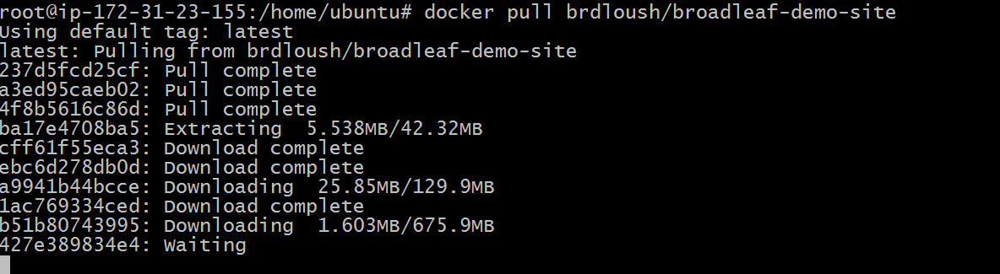 root@ip-172-31-23-155:/home/ubuntu# docker pull brdloush/broadleaf-demo-site
Using default tag: latest
latest: Pulling from brdloush/broadleaf-demo-site
237d5fcd25cf: Pull complete
a3ed95caeb02: Pull complete
4f8b5616c86d: Pull complete
ba17e4708ba5: Extracting  5.538MB/42.32MB
cff61f55eca3: Download complete
ebc6d278db0d: Download complete
a9941b44bcce: Downloading  25.85MB/129.9MB
1ac769334ced: Download complete
b51b80743995: Downloading  1.603MB/675.9MB
427e389834e4: Waiting